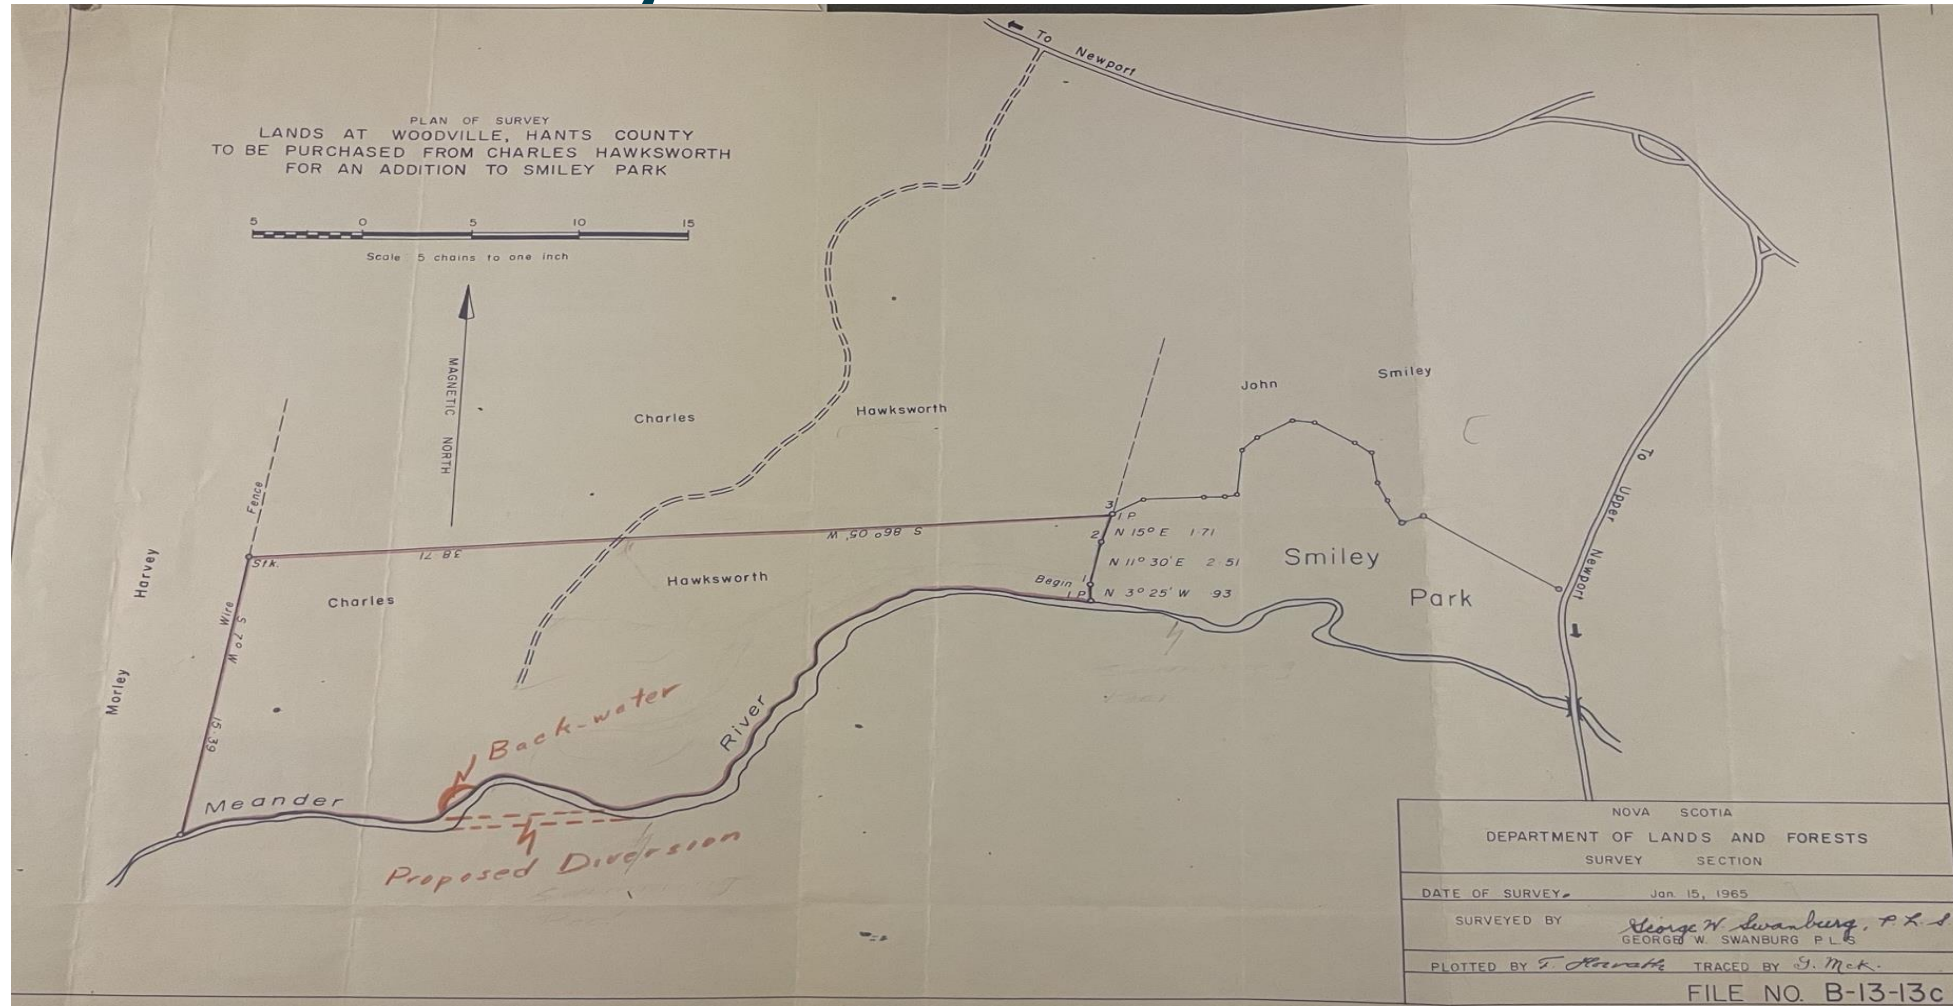 To Newport
PLAN OF SURVEY
LANDS AT WOODVILLE, HANTS COUNTY
TO BE PURCHASED FROM CHARLES HAWKSWORTH
FOR AN ADDITION TO SMILEY PARK
5 0 5 10 15
Scale 5 chains to one inch
MAGNETIC NORTH
John Smiley
Charles Hawksworth
Fence
To Upper Newport
3
I P
2
N 15° E 1·71
S 86° 05' W
38 71
Stk.
N 11° 30' E 2·51
Smiley
Park
Begin 1
I P
N 3° 25' W 93
Charles Hawksworth
Morley Harvey
Wire
S 7° W
15·39
Back-water
River
Meander
Proposed Diversion
NOVA SCOTIA
DEPARTMENT OF LANDS AND FORESTS
SURVEY SECTION
DATE OF SURVEY Jan. 15, 1965
SURVEYED BY George W. Swanburg, P.L.S.
GEORGE W. SWANBURG P L S
PLOTTED BY F. Horvath TRACED BY G. McK.
FILE NO. B-13-13c